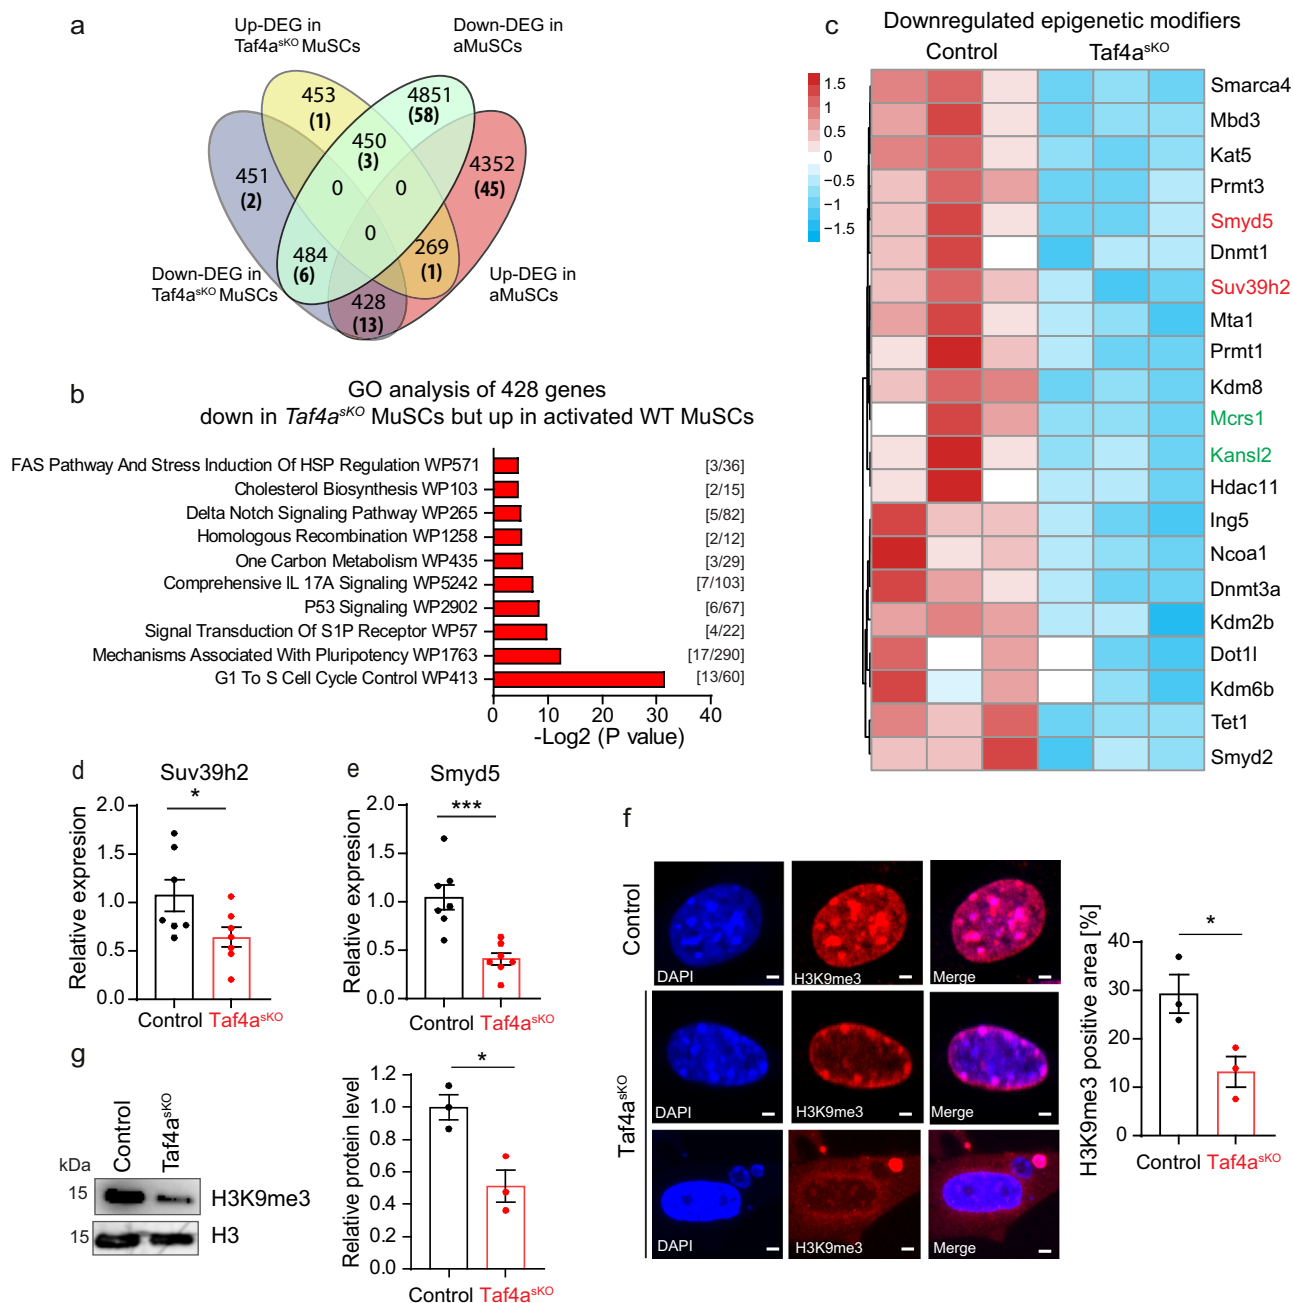 a
Up-DEG in
Taf4a^sKO MuSCs
Down-DEG in
aMuSCs
453
(1)
4851
(58)
450
(3)
451
(2)
4352
(45)
0
0
0
484
(6)
269
(1)
428
(13)
Down-DEG in
Taf4a^sKO MuSCs
Up-DEG in
aMuSCs
b
GO analysis of 428 genes
down in Taf4a^sKO MuSCs but up in activated WT MuSCs
FAS Pathway And Stress Induction Of HSP Regulation WP571 [3/36]
Cholesterol Biosynthesis WP103 [2/15]
Delta Notch Signaling Pathway WP265 [5/82]
Homologous Recombination WP1258 [2/12]
One Carbon Metabolism WP435 [3/29]
Comprehensive IL 17A Signaling WP5242 [7/103]
P53 Signaling WP2902 [6/67]
Signal Transduction Of S1P Receptor WP57 [4/22]
Mechanisms Associated With Pluripotency WP1763 [17/290]
G1 To S Cell Cycle Control WP413 [13/60]
0 10 20 30 40
-Log2 (P value)
c
Downregulated epigenetic modifiers
Control Taf4a^sKO
1.5
1
0.5
0
−0.5
−1
−1.5
Smarca4
Mbd3
Kat5
Prmt3
Smyd5
Dnmt1
Suv39h2
Mta1
Prmt1
Kdm8
Mcrs1
Kansl2
Hdac11
Ing5
Ncoa1
Dnmt3a
Kdm2b
Dot1l
Kdm6b
Tet1
Smyd2
d
Suv39h2
*
Relative expression
2.0
1.5
1.0
0.5
0.0
Control Taf4a^sKO
e
Smyd5
***
Relative expresion
2.0
1.5
1.0
0.5
0.0
Control Taf4a^sKO
f
Control
DAPI H3K9me3 Merge
Taf4a^sKO
DAPI H3K9me3 Merge
DAPI H3K9me3 Merge
H3K9me3 positive area [%]
*
40
30
20
10
0
Control Taf4a^sKO
g
Control Taf4a^sKO
kDa
15 H3K9me3
15 H3
Relative protein level
*
1.2
1.0
0.8
0.6
0.4
0.2
0.0
Control Taf4a^sKO